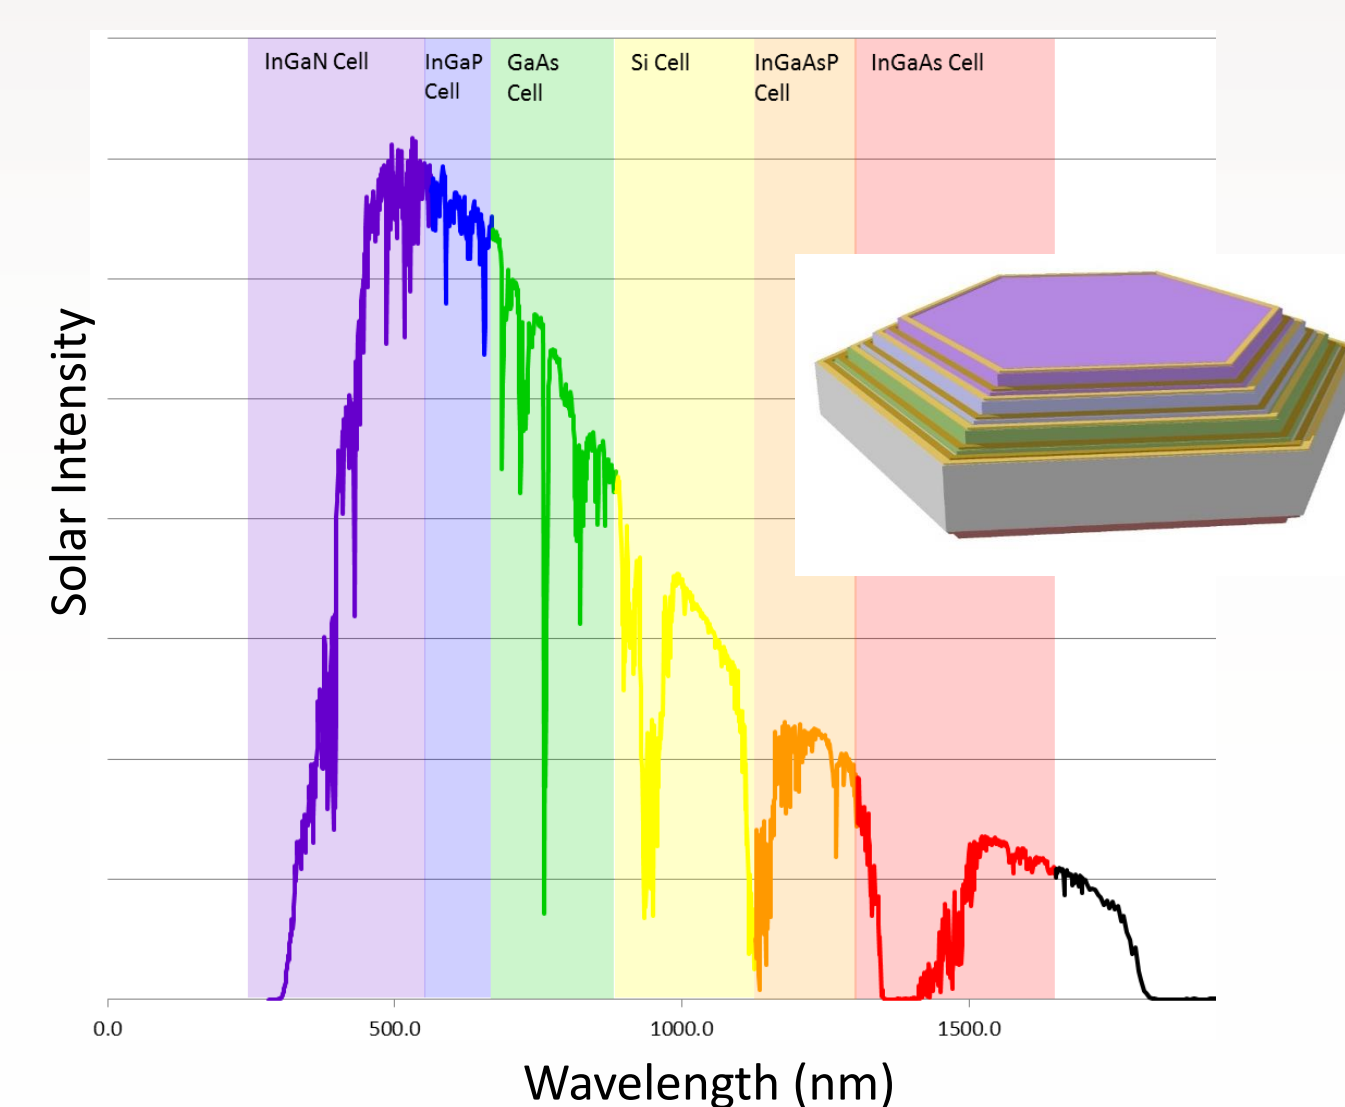 InGaN Cell
InGaP
Cell
GaAs
Cell
Si Cell
InGaAsP
Cell
InGaAs Cell
Solar Intensity
0.0
500.0
1000.0
1500.0
Wavelength (nm)